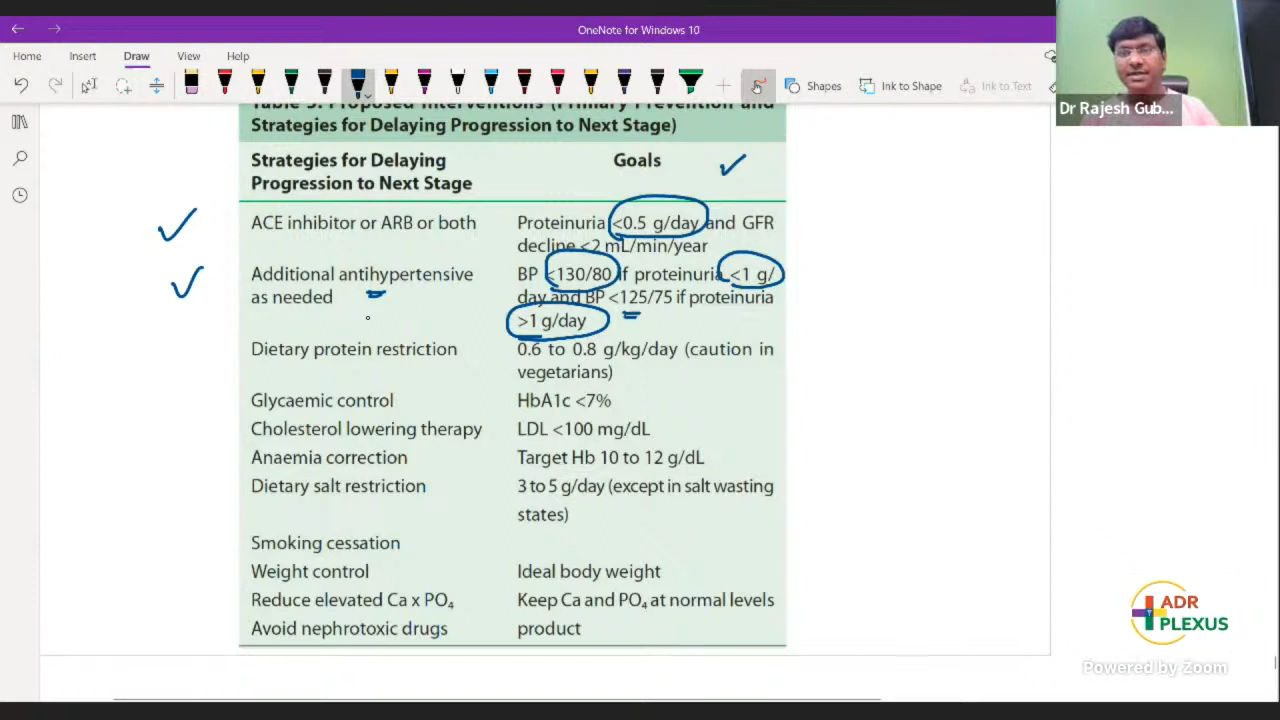 OneNote for Windows 10
Home Insert Draw View Help
Shapes Ink to Shape Ink to Text
Dr Rajesh Gub...
Table 5: Proposed Interventions (Primary Prevention and
Strategies for Delaying Progression to Next Stage)
Strategies for Delaying Goals
Progression to Next Stage
ACE inhibitor or ARB or both Proteinuria <0.5 g/day and GFR
decline <2 mL/min/year
Additional antihypertensive BP <130/80 if proteinuria <1 g/
as needed day and BP <125/75 if proteinuria
>1 g/day
Dietary protein restriction 0.6 to 0.8 g/kg/day (caution in
vegetarians)
Glycaemic control HbA1c <7%
Cholesterol lowering therapy LDL <100 mg/dL
Anaemia correction Target Hb 10 to 12 g/dL
Dietary salt restriction 3 to 5 g/day (except in salt wasting
states)
Smoking cessation
Weight control Ideal body weight
Reduce elevated Ca x PO₄ Keep Ca and PO₄ at normal levels
Avoid nephrotoxic drugs product
ADR
PLEXUS
Powered by Zoom